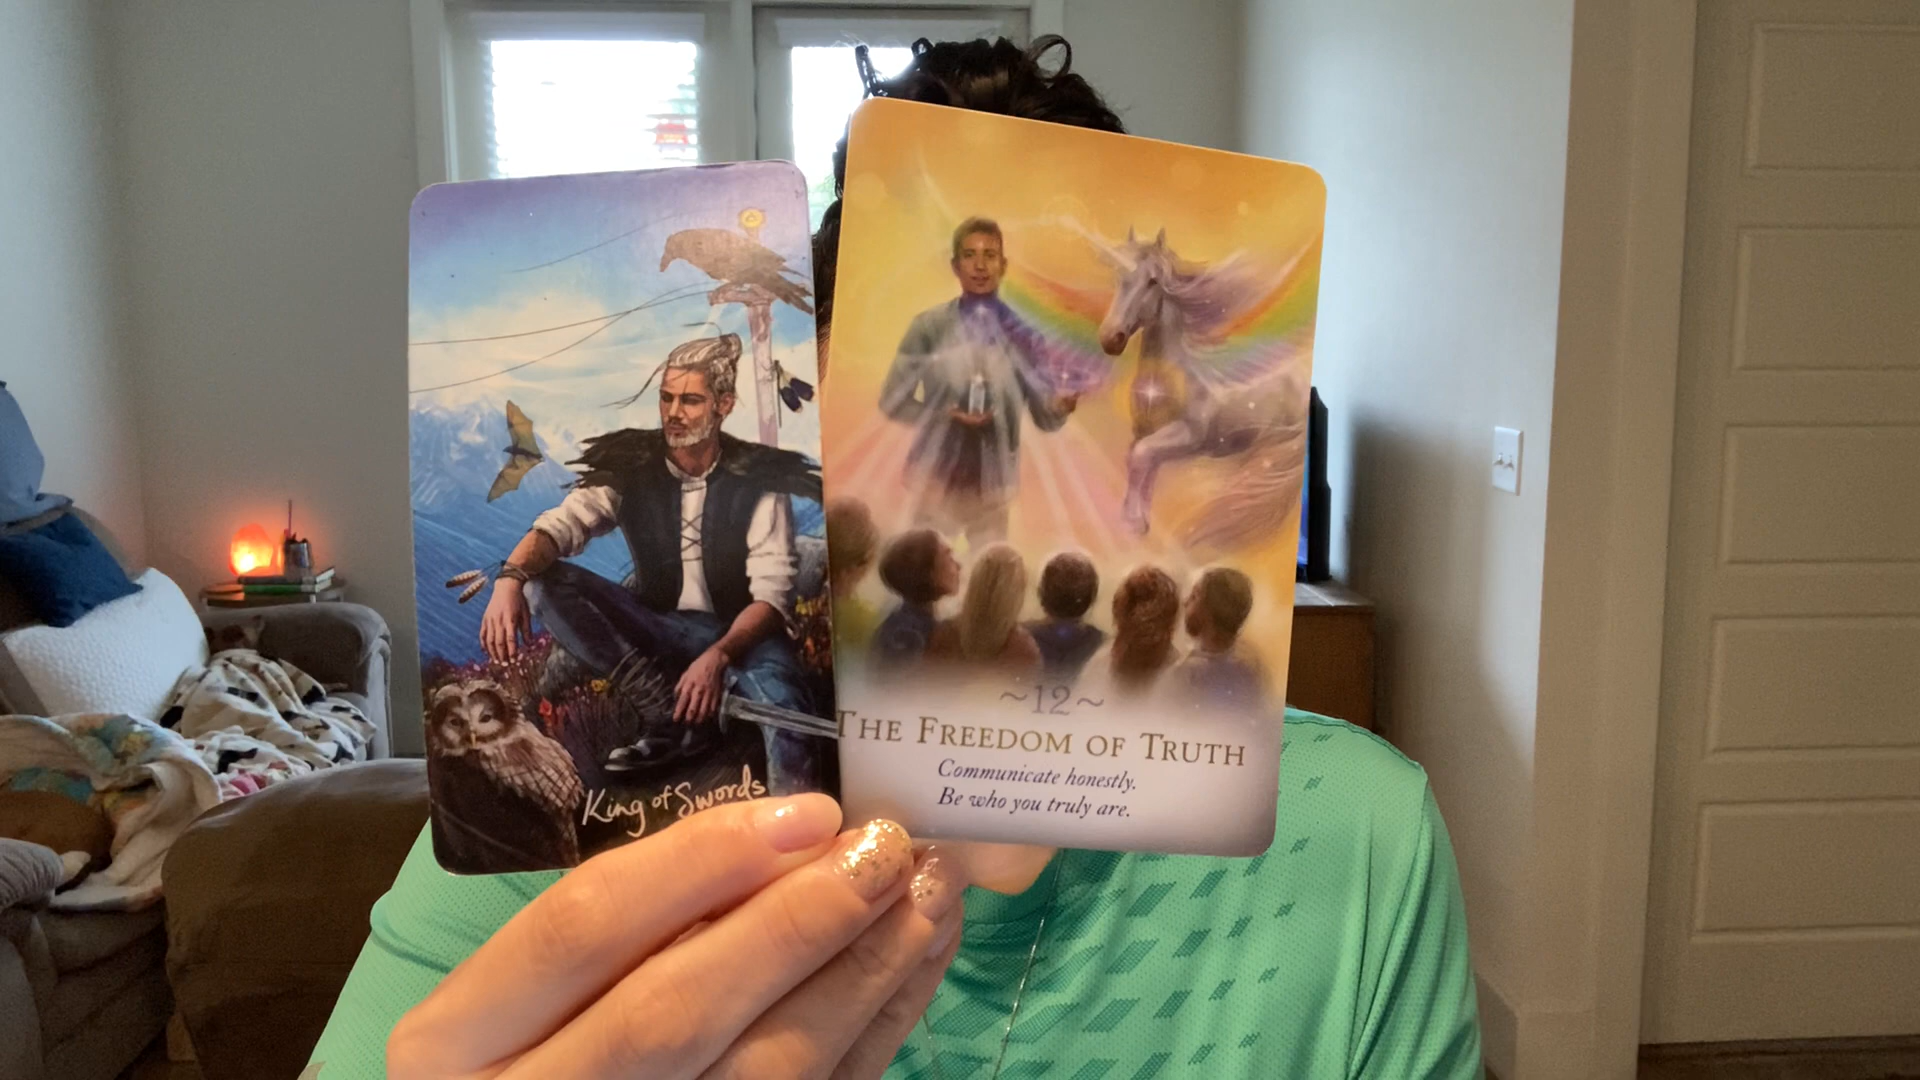 King of Swords
~12~
THE FREEDOM OF TRUTH
Communicate honestly.
Be who you truly are.